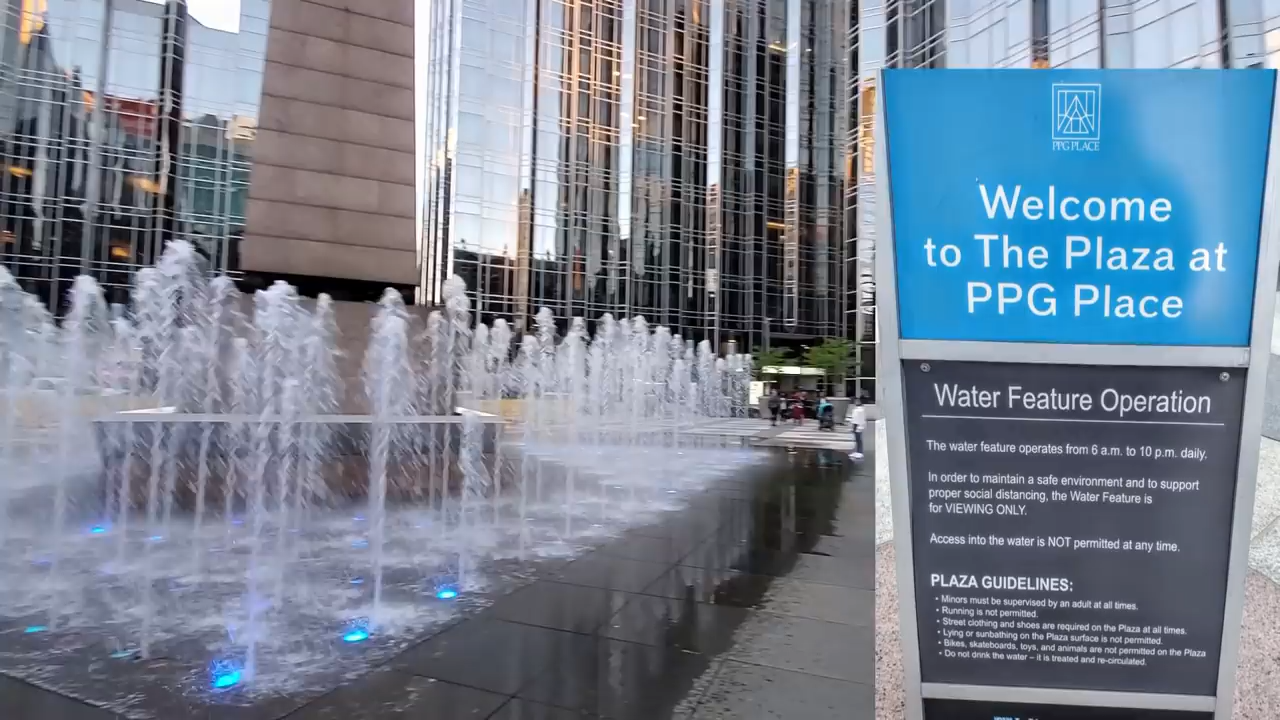 PPG PLACE
Welcome
to The Plaza at
PPG Place
Water Feature Operation
The water feature operates from 6 a.m. to 10 p.m. daily.
In order to maintain a safe environment and to support
proper social distancing, the Water Feature is
for VIEWING ONLY.
Access into the water is NOT permitted at any time.
PLAZA GUIDELINES:
• Minors must be supervised by an adult at all times.
• Running is not permitted.
• Street clothing and shoes are required on the Plaza at all times.
• Lying or sunbathing on the Plaza surface is not permitted.
• Bikes, skateboards, toys, and animals are not permitted on the Plaza
• Do not drink the water – it is treated and re-circulated.